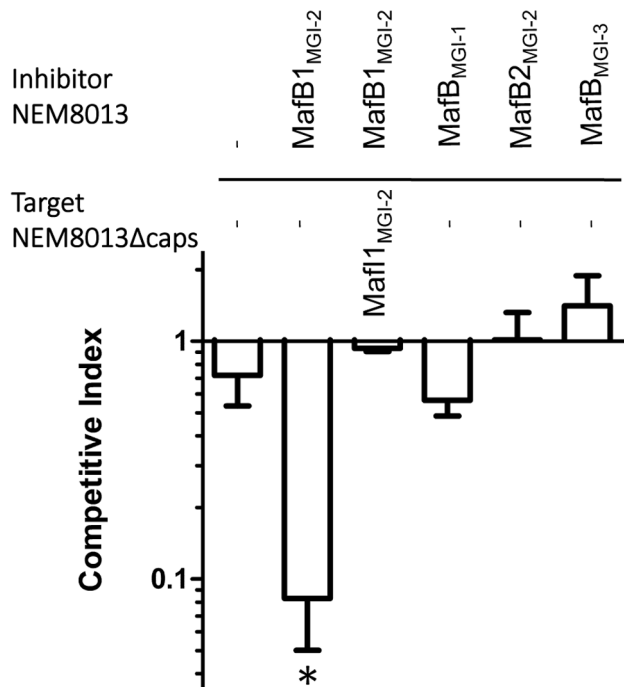 Inhibitor
NEM8013
-
MafB1MGI-2
MafB1MGI-2
MafBMGI-1
MafB2MGI-2
MafBMGI-3
Target
NEM8013Δcaps
-
-
MafI1MGI-2
-
-
-
Competitive Index
1
0.1
*